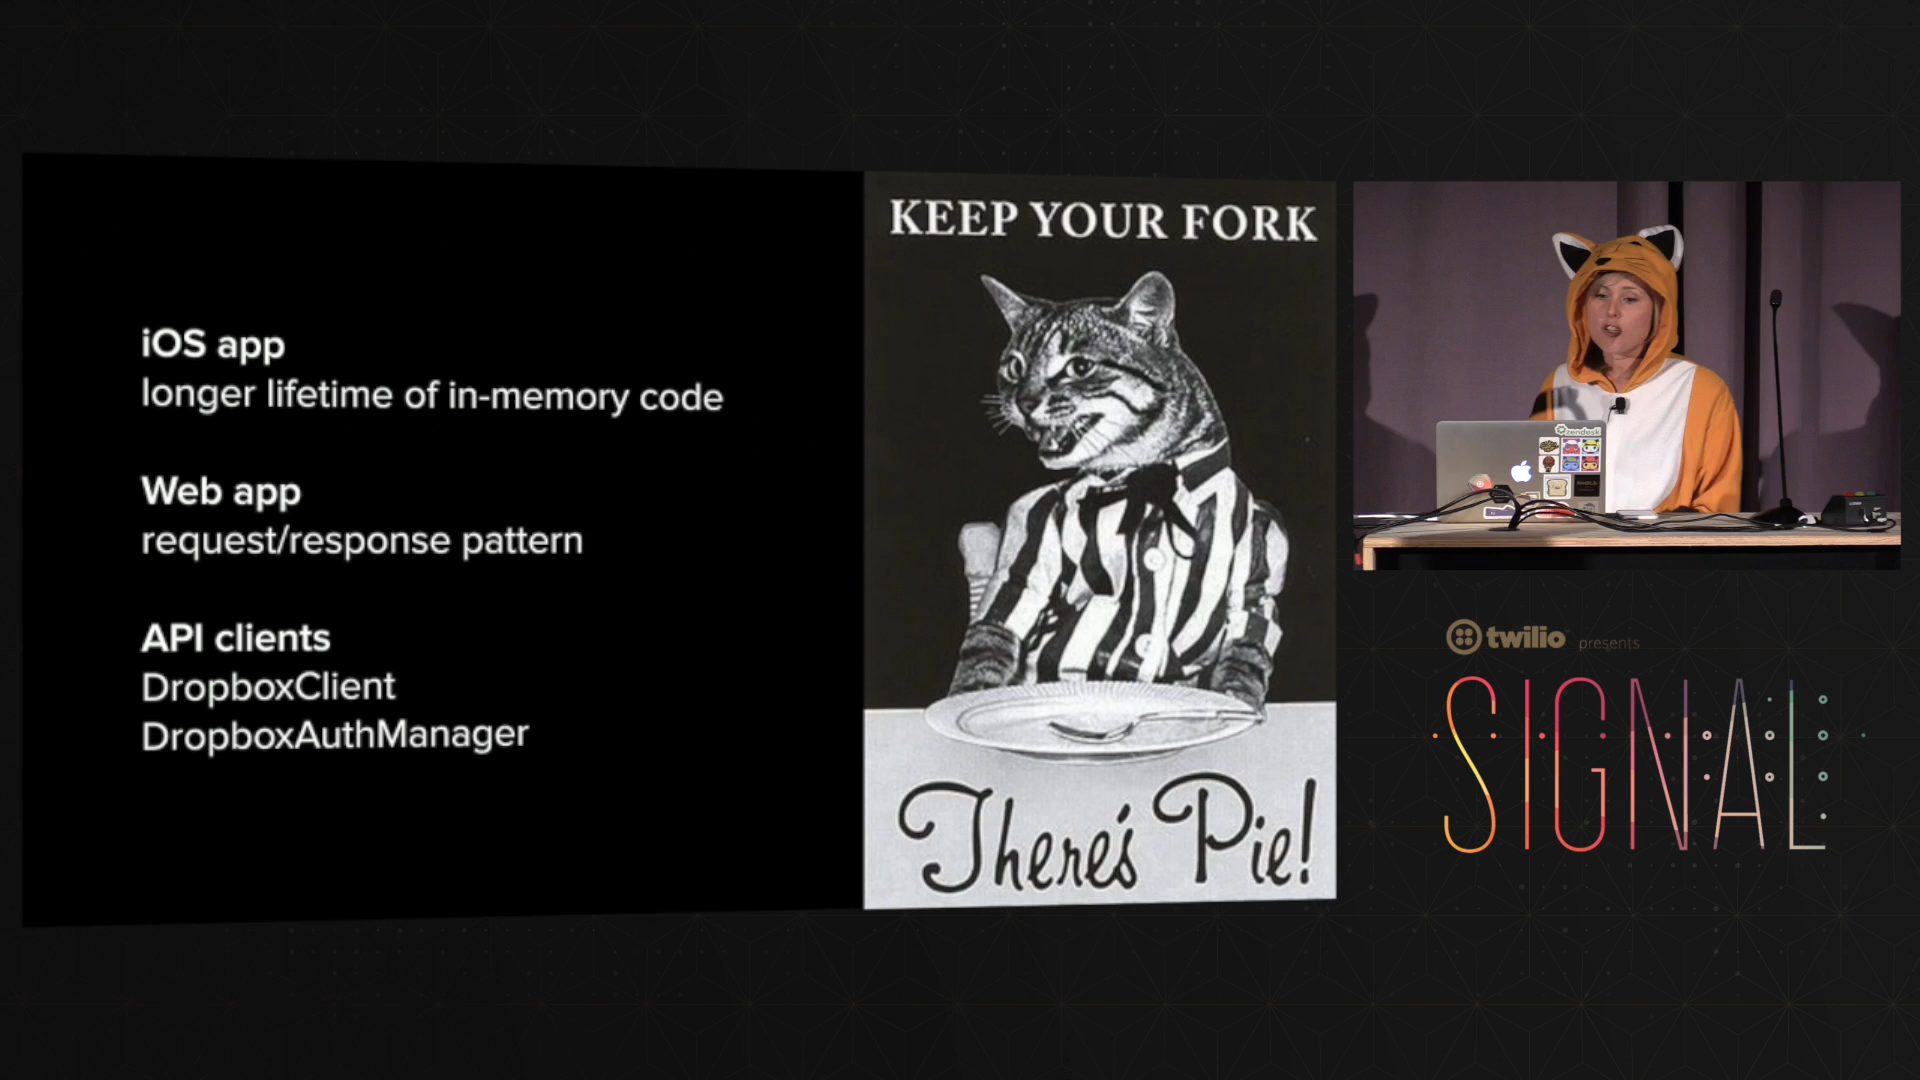 iOS app
longer lifetime of in-memory code
Web app
request/response pattern
API clients
DropboxClient
DropboxAuthManager
KEEP YOUR FORK
There's Pie!
zendesk
twilio presents
SIGNAL